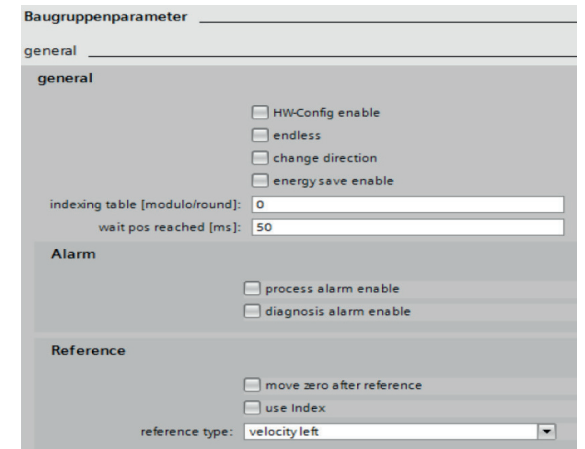 Baugruppenparameter
general
general
HW-Config enable
endless
change direction
energy save enable
indexing table [modulo/round]: 0
wait pos reached [ms]: 50
Alarm
process alarm enable
diagnosis alarm enable
Reference
move zero after reference
use Index
reference type: velocity left